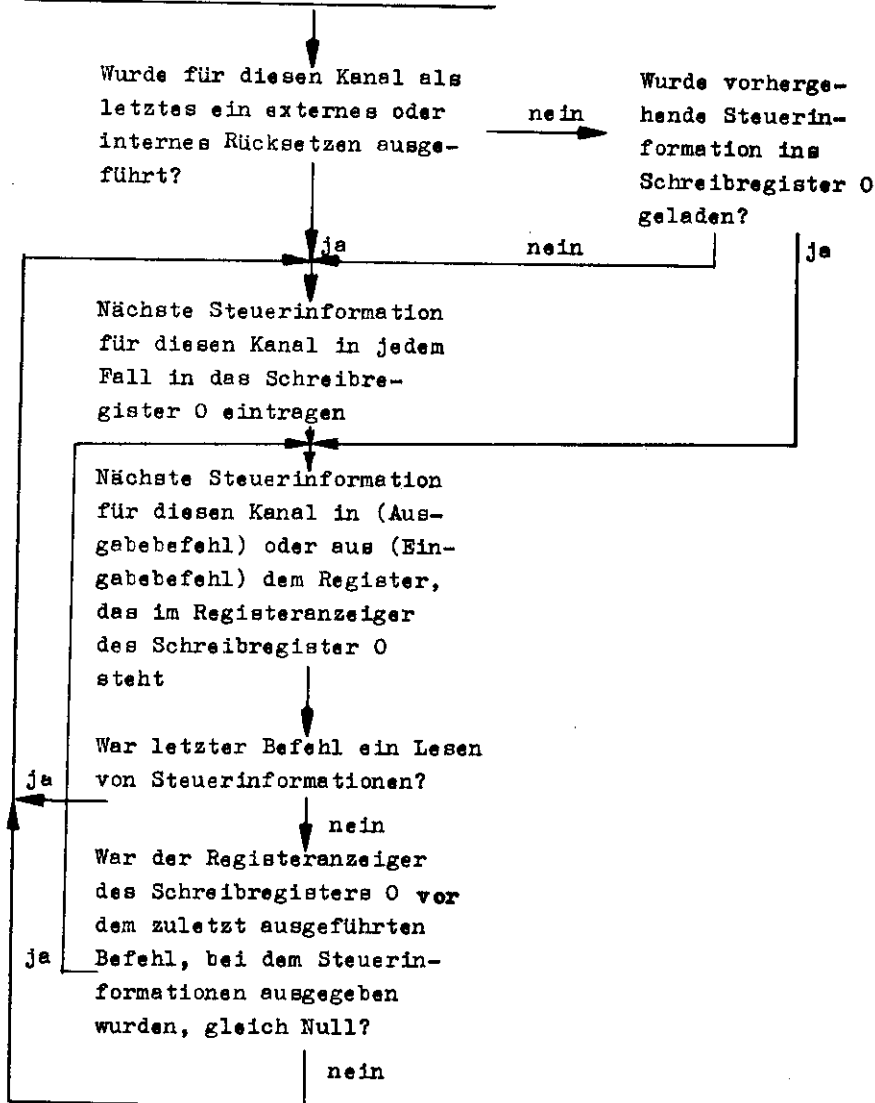 Wurde für diesen Kanal als
letztes ein externes oder
internes Rücksetzen ausge-
führt?
nein
Wurde vorherge-
hende Steuerin-
formation ins
Schreibregister 0
geladen?
ja
nein
ja
Nächste Steuerinformation
für diesen Kanal in jedem
Fall in das Schreibre-
gister 0 eintragen
Nächste Steuerinformation
für diesen Kanal in (Aus-
gabebefehl) oder aus (Ein-
gabebefehl) dem Register,
das im Registeranzeiger
des Schreibregister 0
steht
War letzter Befehl ein Lesen
von Steuerinformationen?
ja
nein
War der Registeranzeiger
des Schreibregisters 0 vor
dem zuletzt ausgeführten
Befehl, bei dem Steuerin-
formationen ausgegeben
wurden, gleich Null?
ja
nein